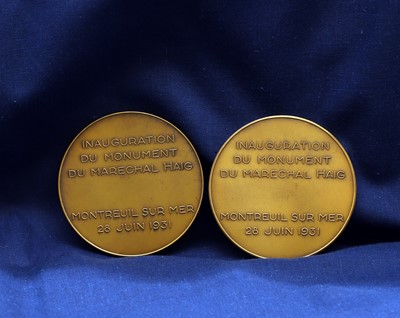 INAUGURATION
DU MONUMENT
DU MARECHAL HAIG
MONTREUIL SUR MER
28 JUIN 1931
INAUGURATION
DU MONUMENT
DU MARECHAL HAIG
MONTREUIL SUR MER
28 JUIN 1931